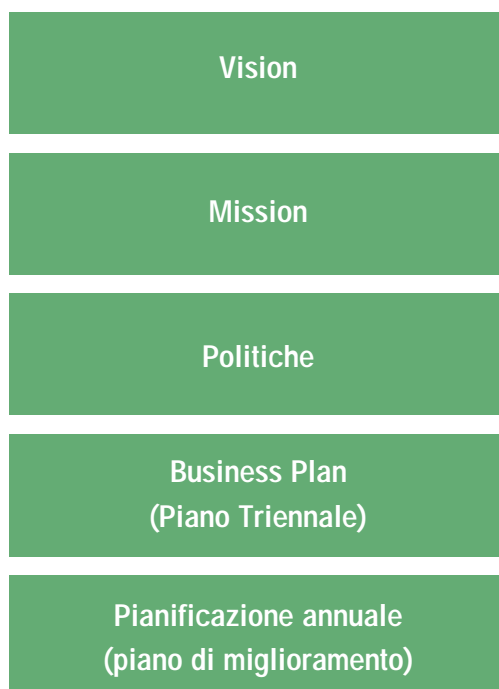 Vision
Mission
Politiche
Business Plan
(Piano Triennale)
Pianificazione annuale
(piano di miglioramento)